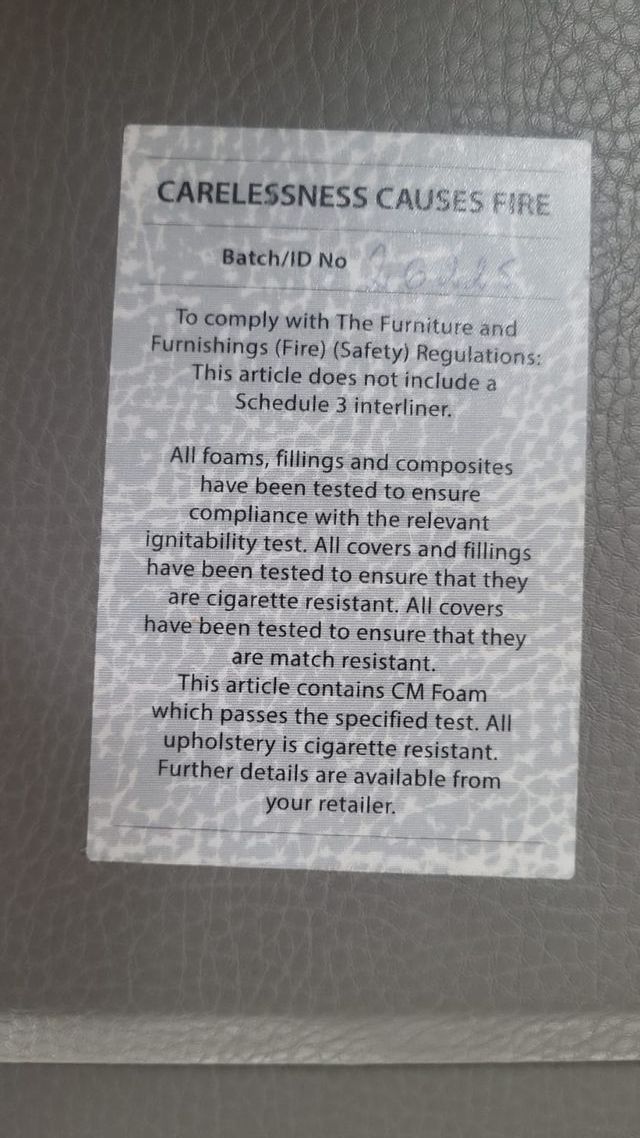 CARELESSNESS CAUSES FIRE
Batch/ID No
To comply with The Furniture and
Furnishings (Fire) (Safety) Regulations:
This article does not include a
Schedule 3 interliner.
All foams, fillings and composites
have been tested to ensure
compliance with the relevant
ignitability test. All covers and fillings
have been tested to ensure that they
are cigarette resistant. All covers
have been tested to ensure that they
are match resistant.
This article contains CM Foam
which passes the specified test. All
upholstery is cigarette resistant.
Further details are available from
your retailer.